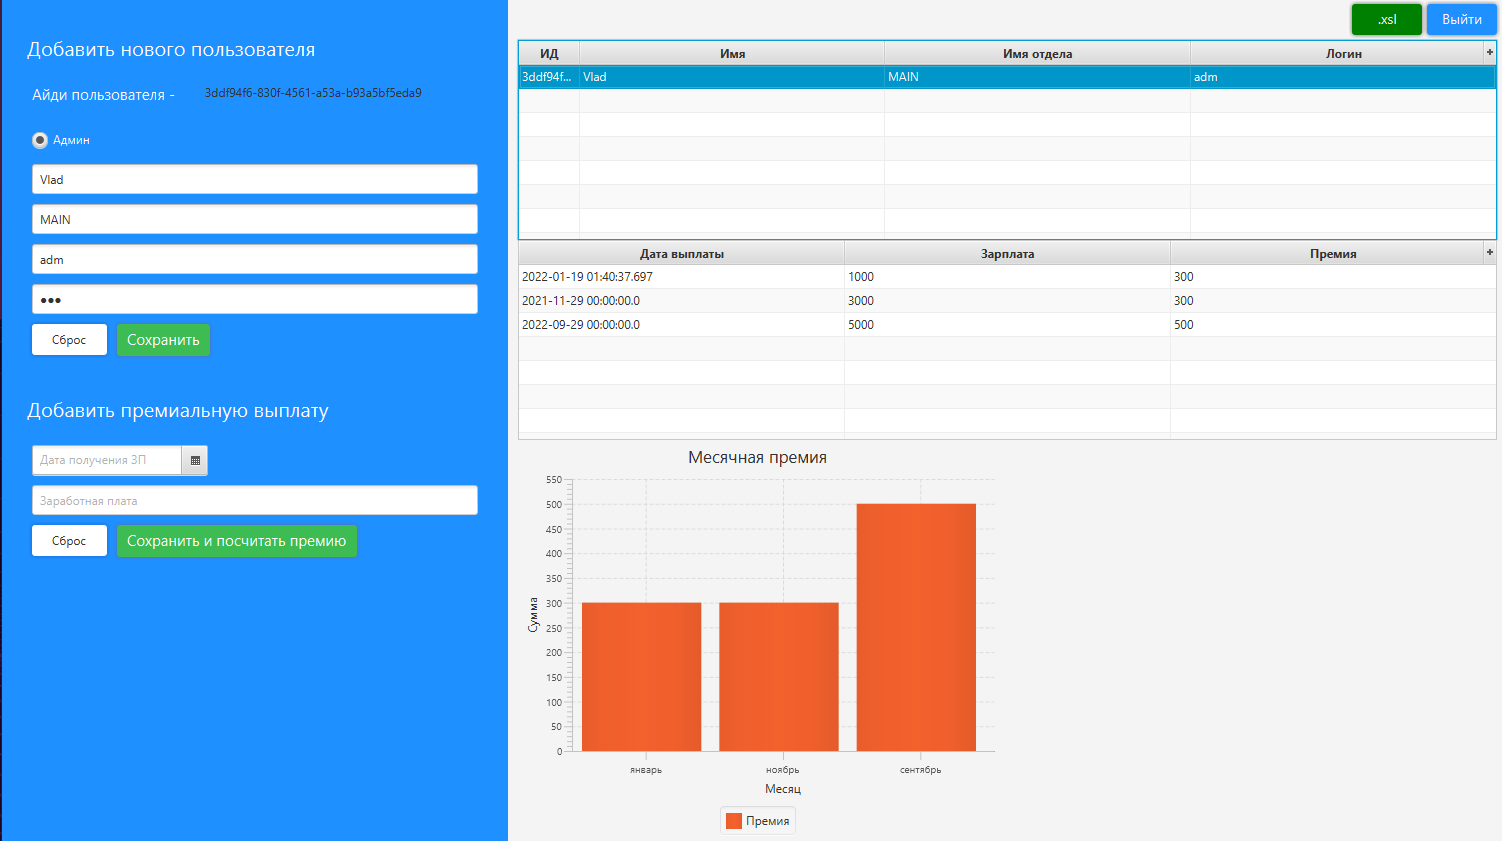 Добавить нового пользователя
Айди пользователя - 3ddf94f6-830f-4561-a53a-b93a5bf5eda9
Админ
Vlad
MAIN
adm
●●●
Сброс Сохранить
Добавить премиальную выплату
Дата получения ЗП
Заработная плата
Сброс Сохранить и посчитать премию
.xsl Выйти
ИД Имя Имя отдела Логин +
3ddf94f... Vlad MAIN adm
Дата выплаты Зарплата Премия +
2022-01-19 01:40:37.697 1000 300
2021-11-29 00:00:00.0 3000 300
2022-09-29 00:00:00.0 5000 500
Месячная премия
550
500
450
400
350
300
250
200
150
100
50
0
Сумма
январь ноябрь сентябрь
Месяц
Премия